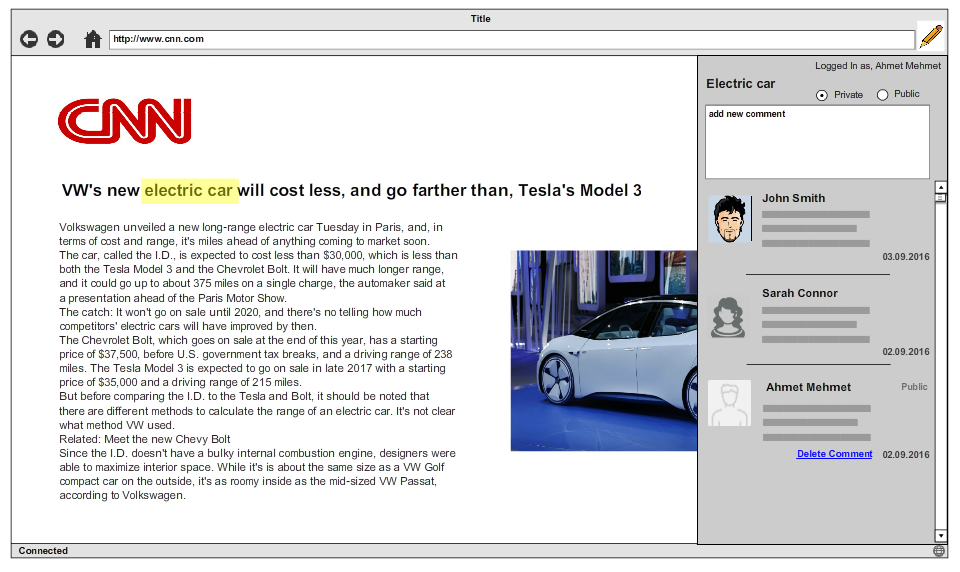 Title
http://www.cnn.com
Logged In as, Ahmet Mehmet
Electric car
Private
Public
add new comment
CNN
VW's new electric car will cost less, and go farther than, Tesla's Model 3
Volkswagen unveiled a new long-range electric car Tuesday in Paris, and, in
terms of cost and range, it's miles ahead of anything coming to market soon.
The car, called the I.D., is expected to cost less than $30,000, which is less than
both the Tesla Model 3 and the Chevrolet Bolt. It will have much longer range,
and it could go up to about 375 miles on a single charge, the automaker said at
a presentation ahead of the Paris Motor Show.
The catch: It won't go on sale until 2020, and there's no telling how much
competitors' electric cars will have improved by then.
The Chevrolet Bolt, which goes on sale at the end of this year, has a starting
price of $37,500, before U.S. government tax breaks, and a driving range of 238
miles. The Tesla Model 3 is expected to go on sale in late 2017 with a starting
price of $35,000 and a driving range of 215 miles.
But before comparing the I.D. to the Tesla and Bolt, it should be noted that
there are different methods to calculate the range of an electric car. It's not clear
what method VW used.
Related: Meet the new Chevy Bolt
Since the I.D. doesn't have a bulky internal combustion engine, designers were
able to maximize interior space. While it's is about the same size as a VW Golf
compact car on the outside, it's as roomy inside as the mid-sized VW Passat,
according to Volkswagen.
John Smith
03.09.2016
Sarah Connor
02.09.2016
Ahmet Mehmet
Public
Delete Comment
02.09.2016
Connected